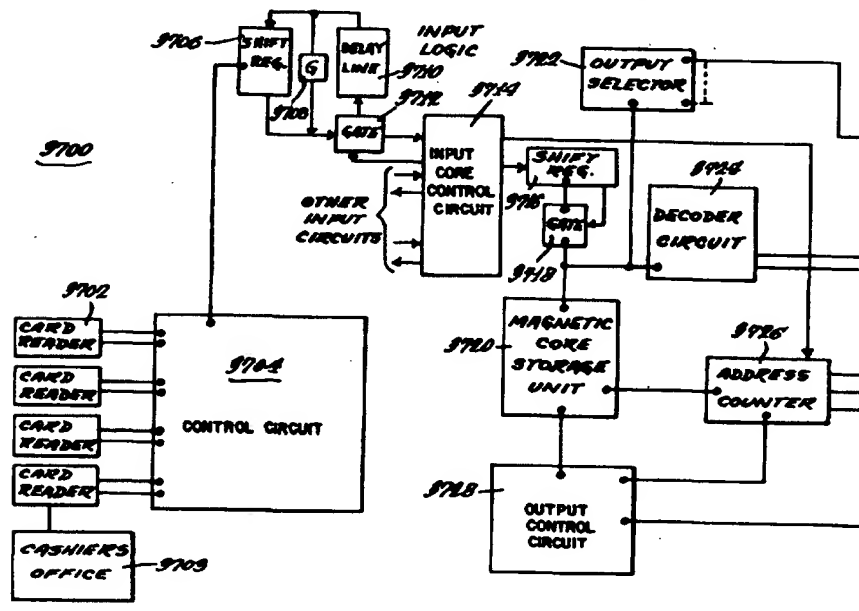 9706
SHIFT
REG.
G
9708
DELAY
LINE
9710
INPUT
LOGIC
9712
GATE
9714
INPUT
CORE
CONTROL
CIRCUIT
OTHER
INPUT
CIRCUITS
9700
9722
OUTPUT
SELECTOR
SHIFT
REG.
9716
GATE
9718
9724
DECODER
CIRCUIT
9702
CARD
READER
CARD
READER
CARD
READER
CARD
READER
9704
CONTROL CIRCUIT
CASHIERS
OFFICE
9703
9720
MAGNETIC
CORE
STORAGE
UNIT
9726
ADDRESS
COUNTER
9728
OUTPUT
CONTROL
CIRCUIT